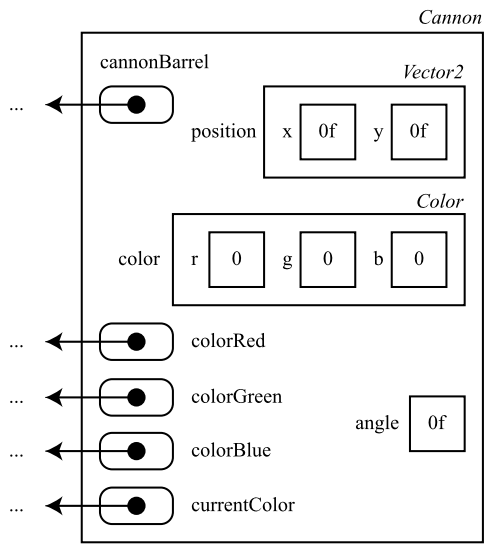 Cannon
cannonBarrel
Vector2
...
position x 0f y 0f
Color
color r 0 g 0 b 0
... colorRed
... colorGreen
angle 0f
... colorBlue
... currentColor